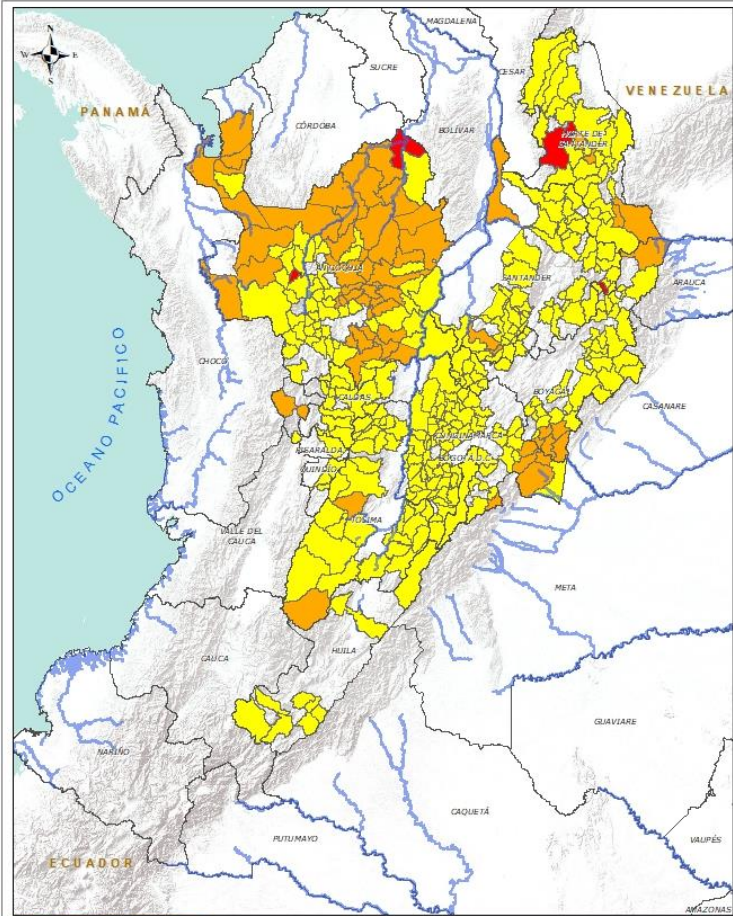 MAGDALENA
N
W E
S
SUCRE
CESAR
VENEZUELA
PANAMÁ
CÓRDOBA
BOLÍVAR
NORTE DE
SANTANDER
ANTIOQUIA
SANTANDER
ARAUCA
OCEANO PACIFICO
CHOCÓ
CALDAS
BOYACÁ
CASANARE
CUNDINAMARCA
RISARALDA
BOGOTÁ, D.C.
QUINDÍO
TOLIMA
VALLE DEL
CAUCA
META
CAUCA
HUILA
GUAVIARE
NARIÑO
CAQUETÁ
PUTUMAYO
VAUPÉS
ECUADOR
AMAZONAS